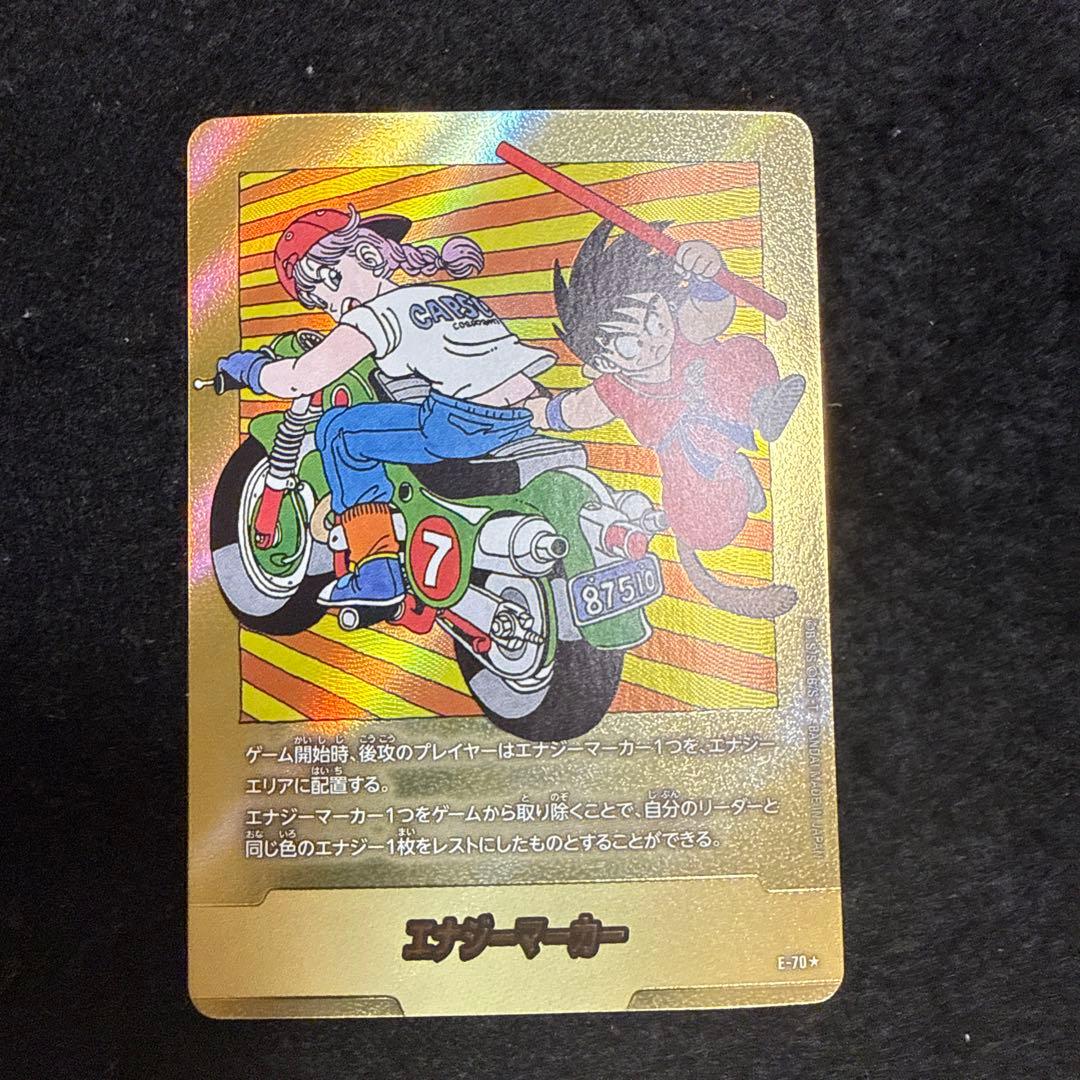 CAPSU
7
87510
ゲーム開始時、後攻のプレイヤーはエナジーマーカー1つを、エナジー
エリアに配置する。
エナジーマーカー1つをゲームから取り除くことで、自分のリーダーと
同じ色のエナジー1枚をレストにしたものとすることができる。
エナジーマーカー
E-70★
BANDAI MADE IN JAPAN